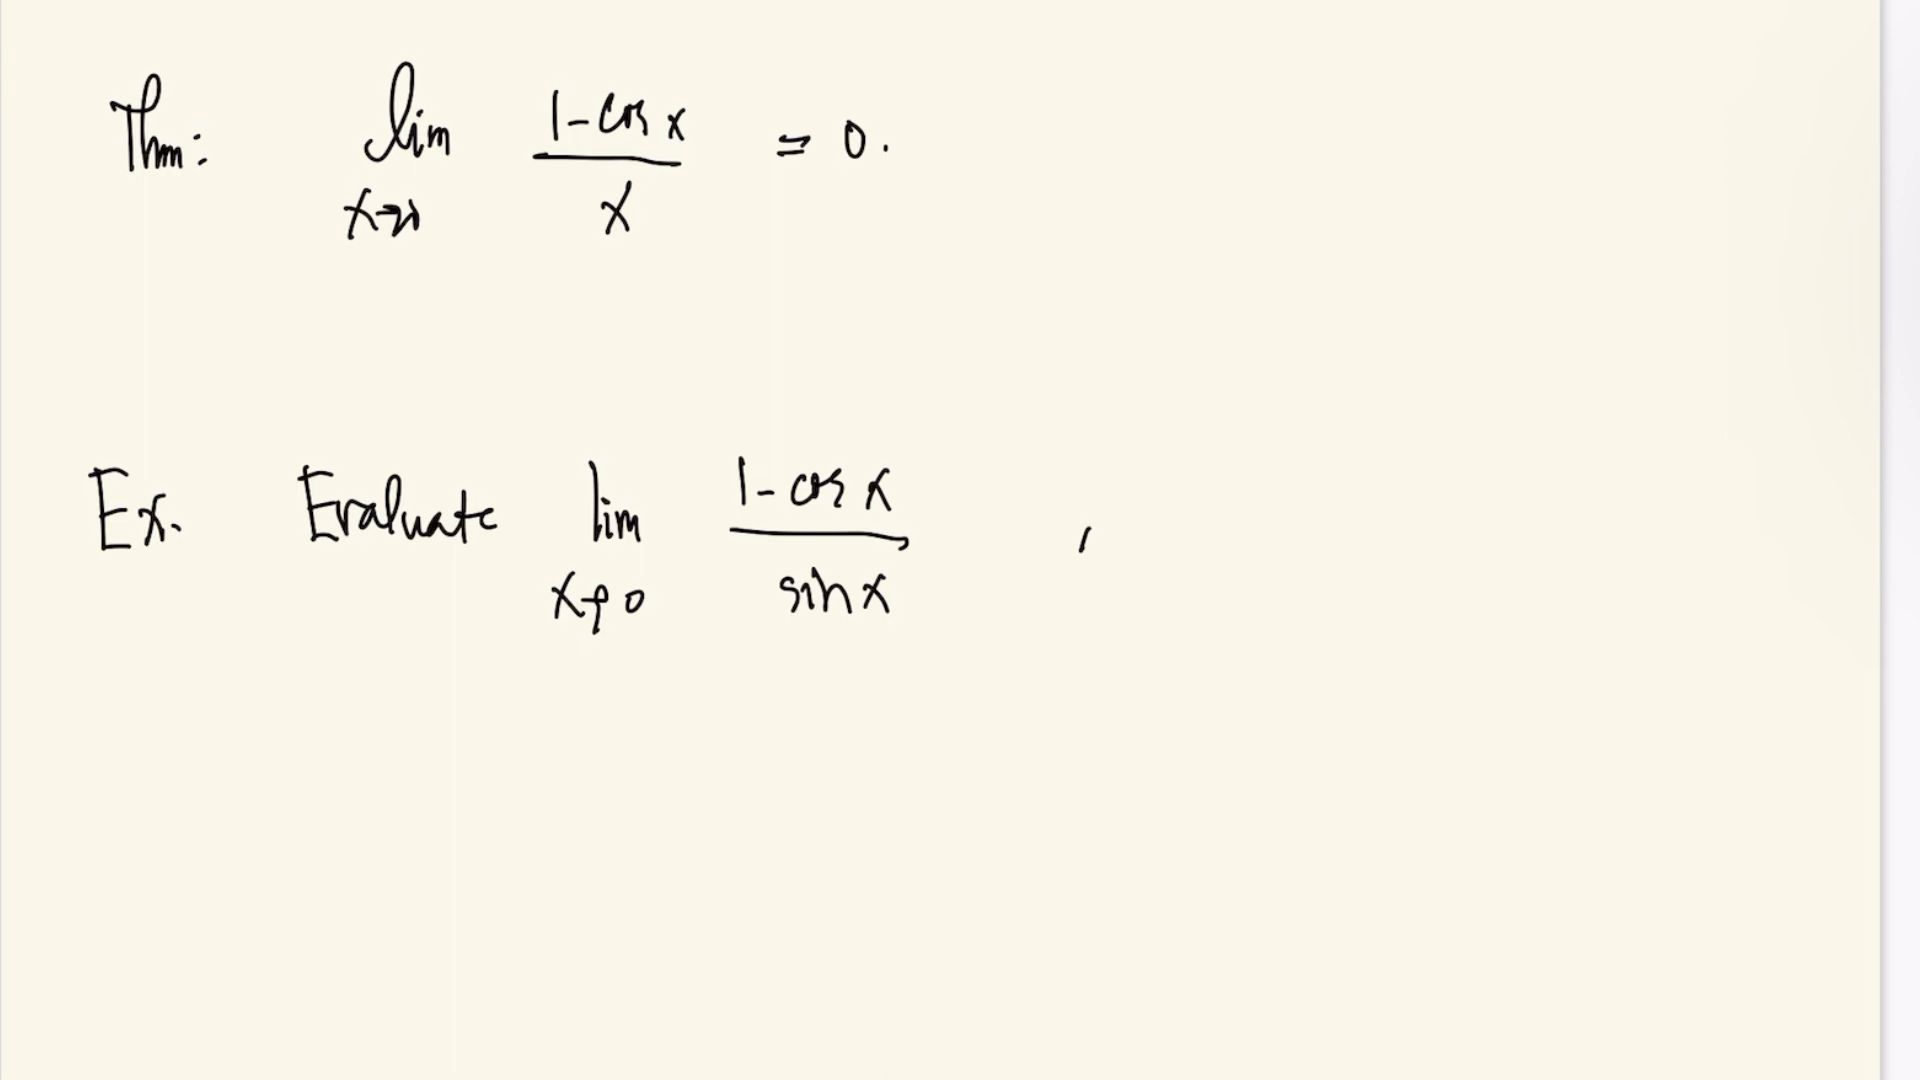 Thm: lim x→0 (1 - cos x)/x = 0.
Ex. Evaluate lim x→0 (1 - cos x)/(sin x) ,